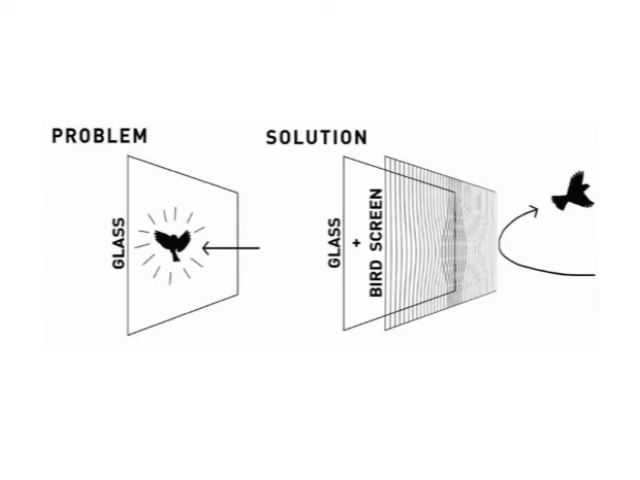 PROBLEM
GLASS
SOLUTION
GLASS
+
BIRD SCREEN